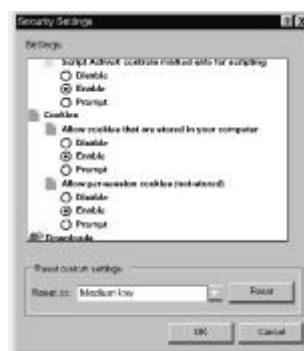 Security Settings
Settings:
Script ActiveX controls marked safe for scripting
Disable
Enable
Prompt
Cookies
Allow cookies that are stored on your computer
Disable
Enable
Prompt
Allow per-session cookies (not stored)
Disable
Enable
Prompt
Downloads
Reset custom settings
Reset to: Medium-low Reset
OK Cancel